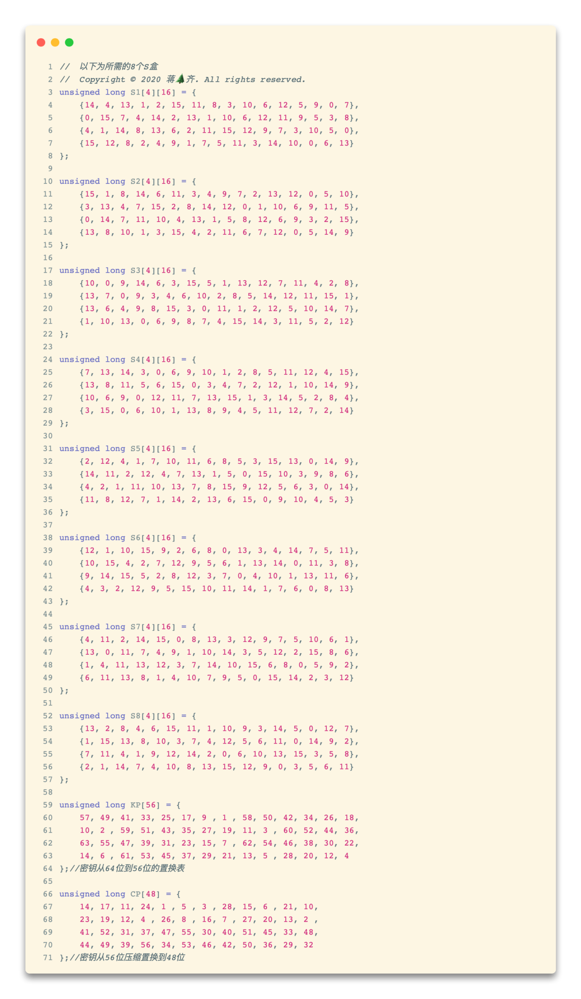 1 //  以下为所需的8个S盒
2 //  Copyright © 2020 蒋🌲齐. All rights reserved.
3 unsigned long S1[4][16] = {
4     {14, 4, 13, 1, 2, 15, 11, 8, 3, 10, 6, 12, 5, 9, 0, 7},
5     {0, 15, 7, 4, 14, 2, 13, 1, 10, 6, 12, 11, 9, 5, 3, 8},
6     {4, 1, 14, 8, 13, 6, 2, 11, 15, 12, 9, 7, 3, 10, 5, 0},
7     {15, 12, 8, 2, 4, 9, 1, 7, 5, 11, 3, 14, 10, 0, 6, 13}
8 };
9
10 unsigned long S2[4][16] = {
11     {15, 1, 8, 14, 6, 11, 3, 4, 9, 7, 2, 13, 12, 0, 5, 10},
12     {3, 13, 4, 7, 15, 2, 8, 14, 12, 0, 1, 10, 6, 9, 11, 5},
13     {0, 14, 7, 11, 10, 4, 13, 1, 5, 8, 12, 6, 9, 3, 2, 15},
14     {13, 8, 10, 1, 3, 15, 4, 2, 11, 6, 7, 12, 0, 5, 14, 9}
15 };
16
17 unsigned long S3[4][16] = {
18     {10, 0, 9, 14, 6, 3, 15, 5, 1, 13, 12, 7, 11, 4, 2, 8},
19     {13, 7, 0, 9, 3, 4, 6, 10, 2, 8, 5, 14, 12, 11, 15, 1},
20     {13, 6, 4, 9, 8, 15, 3, 0, 11, 1, 2, 12, 5, 10, 14, 7},
21     {1, 10, 13, 0, 6, 9, 8, 7, 4, 15, 14, 3, 11, 5, 2, 12}
22 };
23
24 unsigned long S4[4][16] = {
25     {7, 13, 14, 3, 0, 6, 9, 10, 1, 2, 8, 5, 11, 12, 4, 15},
26     {13, 8, 11, 5, 6, 15, 0, 3, 4, 7, 2, 12, 1, 10, 14, 9},
27     {10, 6, 9, 0, 12, 11, 7, 13, 15, 1, 3, 14, 5, 2, 8, 4},
28     {3, 15, 0, 6, 10, 1, 13, 8, 9, 4, 5, 11, 12, 7, 2, 14}
29 };
30
31 unsigned long S5[4][16] = {
32     {2, 12, 4, 1, 7, 10, 11, 6, 8, 5, 3, 15, 13, 0, 14, 9},
33     {14, 11, 2, 12, 4, 7, 13, 1, 5, 0, 15, 10, 3, 9, 8, 6},
34     {4, 2, 1, 11, 10, 13, 7, 8, 15, 9, 12, 5, 6, 3, 0, 14},
35     {11, 8, 12, 7, 1, 14, 2, 13, 6, 15, 0, 9, 10, 4, 5, 3}
36 };
37
38 unsigned long S6[4][16] = {
39     {12, 1, 10, 15, 9, 2, 6, 8, 0, 13, 3, 4, 14, 7, 5, 11},
40     {10, 15, 4, 2, 7, 12, 9, 5, 6, 1, 13, 14, 0, 11, 3, 8},
41     {9, 14, 15, 5, 2, 8, 12, 3, 7, 0, 4, 10, 1, 13, 11, 6},
42     {4, 3, 2, 12, 9, 5, 15, 10, 11, 14, 1, 7, 6, 0, 8, 13}
43 };
44
45 unsigned long S7[4][16] = {
46     {4, 11, 2, 14, 15, 0, 8, 13, 3, 12, 9, 7, 5, 10, 6, 1},
47     {13, 0, 11, 7, 4, 9, 1, 10, 14, 3, 5, 12, 2, 15, 8, 6},
48     {1, 4, 11, 13, 12, 3, 7, 14, 10, 15, 6, 8, 0, 5, 9, 2},
49     {6, 11, 13, 8, 1, 4, 10, 7, 9, 5, 0, 15, 14, 2, 3, 12}
50 };
51
52 unsigned long S8[4][16] = {
53     {13, 2, 8, 4, 6, 15, 11, 1, 10, 9, 3, 14, 5, 0, 12, 7},
54     {1, 15, 13, 8, 10, 3, 7, 4, 12, 5, 6, 11, 0, 14, 9, 2},
55     {7, 11, 4, 1, 9, 12, 14, 2, 0, 6, 10, 13, 15, 3, 5, 8},
56     {2, 1, 14, 7, 4, 10, 8, 13, 15, 12, 9, 0, 3, 5, 6, 11}
57 };
58
59 unsigned long KP[56] = {
60     57, 49, 41, 33, 25, 17, 9 , 1 , 58, 50, 42, 34, 26, 18,
61     10, 2 , 59, 51, 43, 35, 27, 19, 11, 3 , 60, 52, 44, 36,
62     63, 55, 47, 39, 31, 23, 15, 7 , 62, 54, 46, 38, 30, 22,
63     14, 6 , 61, 53, 45, 37, 29, 21, 13, 5 , 28, 20, 12, 4
64 };//密钥从64位到56位的置换表
65
66 unsigned long CP[48] = {
67     14, 17, 11, 24, 1 , 5 , 3 , 28, 15, 6 , 21, 10,
68     23, 19, 12, 4 , 26, 8 , 16, 7 , 27, 20, 13, 2 ,
69     41, 52, 31, 37, 47, 55, 30, 40, 51, 45, 33, 48,
70     44, 49, 39, 56, 34, 53, 46, 42, 50, 36, 29, 32
71 };//密钥从56位压缩置换到48位